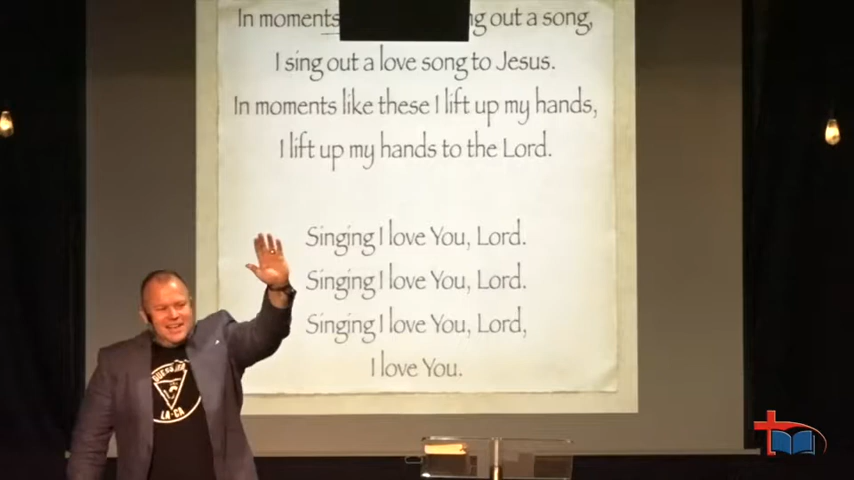 In moments ng out a song,
I sing out a love song to Jesus.
In moments like these I lift up my hands,
I lift up my hands to the Lord.
Singing I love You, Lord.
Singing I love You, Lord.
Singing I love You, Lord,
I love You.
LA-CA